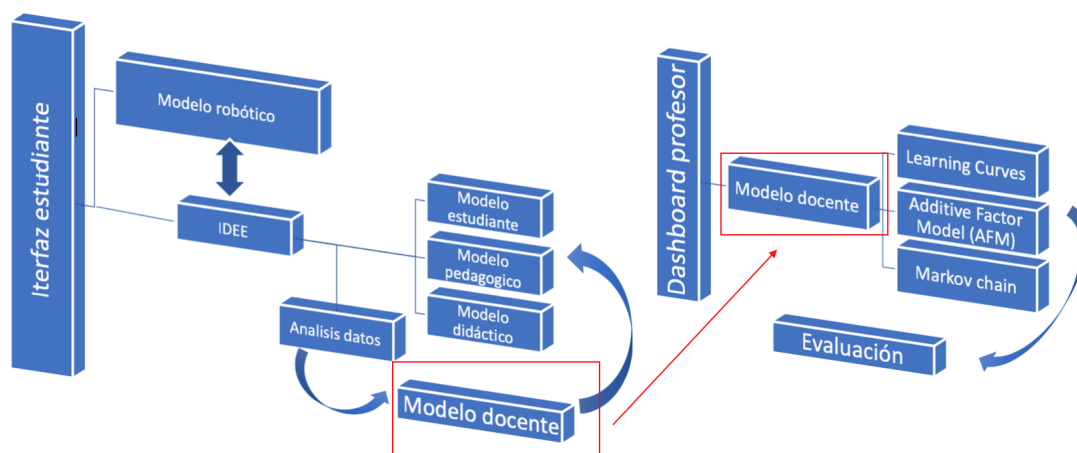 Iterfaz estudiante
Modelo robótico
IDEE
Modelo
estudiante
Modelo
pedagogico
Modelo
didáctico
Analisis datos
Modelo docente
Dashboard profesor
Modelo docente
Learning Curves
Additive Factor
Model (AFM)
Markov chain
Evaluación